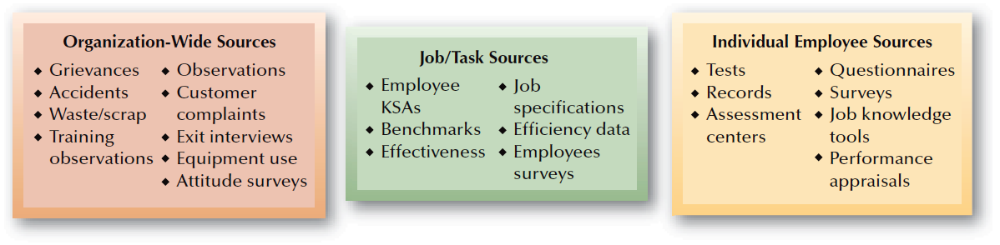 Organization-Wide Sources
◆ Grievances
◆ Accidents
◆ Waste/scrap
◆ Training
observations
◆ Observations
◆ Customer
complaints
◆ Exit interviews
◆ Equipment use
◆ Attitude surveys
Job/Task Sources
◆ Employee
KSAs
◆ Benchmarks
◆ Effectiveness
◆ Job
specifications
◆ Efficiency data
◆ Employees
surveys
Individual Employee Sources
◆ Tests
◆ Records
◆ Assessment
centers
◆ Questionnaires
◆ Surveys
◆ Job knowledge
tools
◆ Performance
appraisals